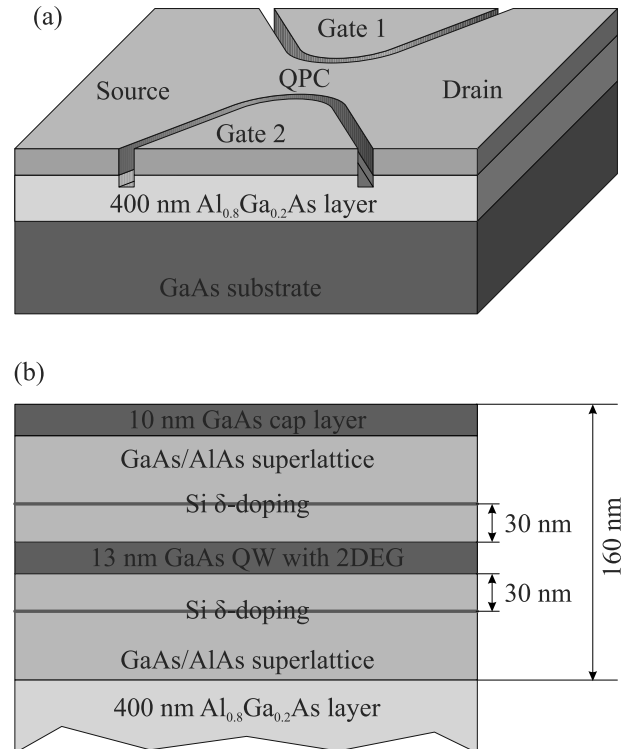 (a)
Gate 1
QPC
Source
Drain
Gate 2
400 nm Al₀.₈Ga₀.₂As layer
GaAs substrate
(b)
10 nm GaAs cap layer
GaAs/AlAs superlattice
Si δ-doping
30 nm
13 nm GaAs QW with 2DEG
160 nm
30 nm
Si δ-doping
GaAs/AlAs superlattice
400 nm Al₀.₈Ga₀.₂As layer